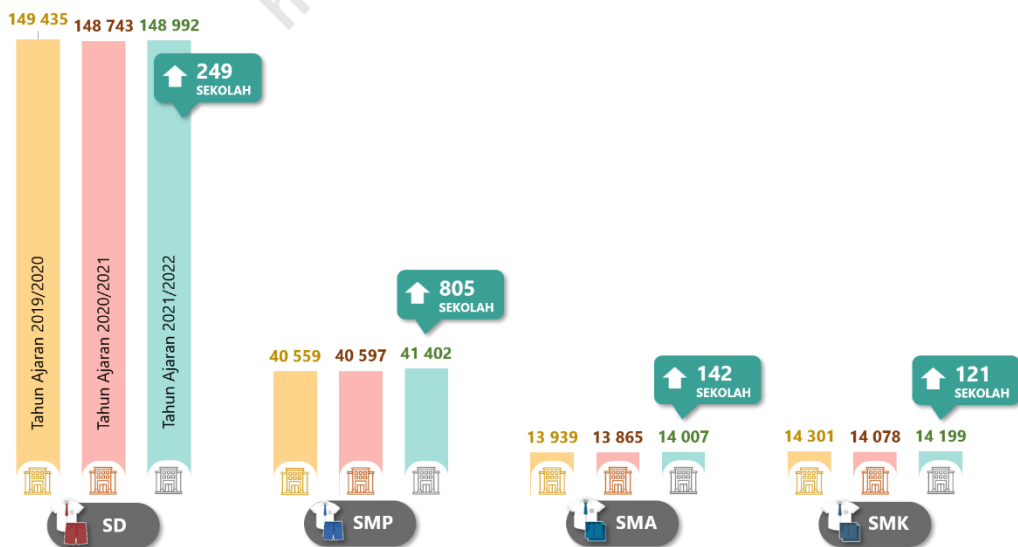 149 435
148 743
148 992
249
SEKOLAH
Tahun Ajaran 2019/2020
Tahun Ajaran 2020/2021
Tahun Ajaran 2021/2022
SD
40 559
40 597
41 402
805
SEKOLAH
SMP
13 939
13 865
14 007
142
SEKOLAH
SMA
14 301
14 078
14 199
121
SEKOLAH
SMK